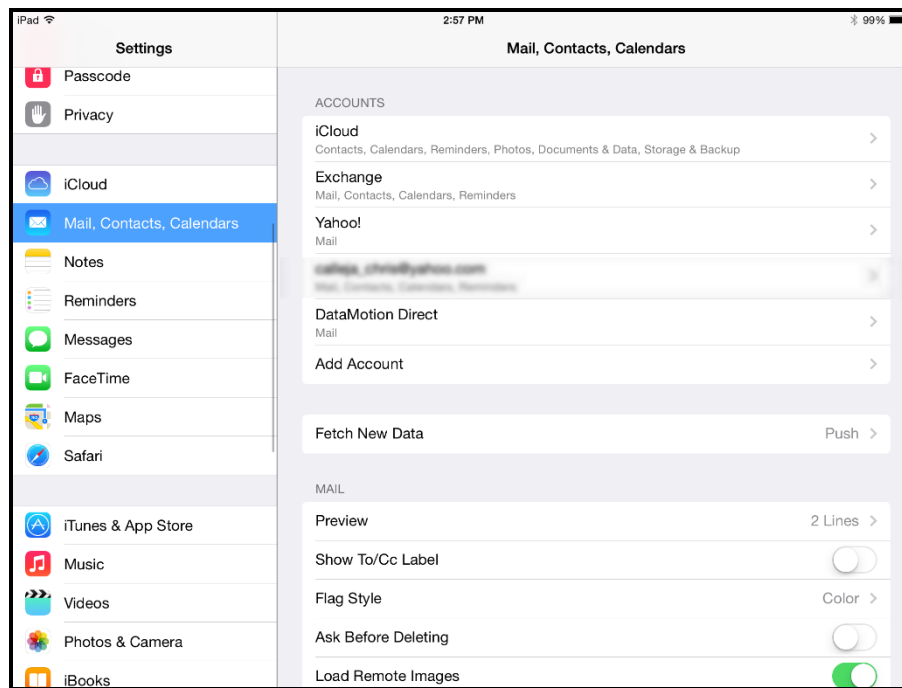 iPad
2:57 PM
99%
Settings
Mail, Contacts, Calendars
Passcode
Privacy
iCloud
Mail, Contacts, Calendars
Notes
Reminders
Messages
FaceTime
Maps
Safari
iTunes & App Store
Music
Videos
Photos & Camera
iBooks
ACCOUNTS
iCloud
Contacts, Calendars, Reminders, Photos, Documents & Data, Storage & Backup
Exchange
Mail, Contacts, Calendars, Reminders
Yahoo!
Mail
DataMotion Direct
Mail
Add Account
Fetch New Data
Push
MAIL
Preview
2 Lines
Show To/Cc Label
Flag Style
Color
Ask Before Deleting
Load Remote Images